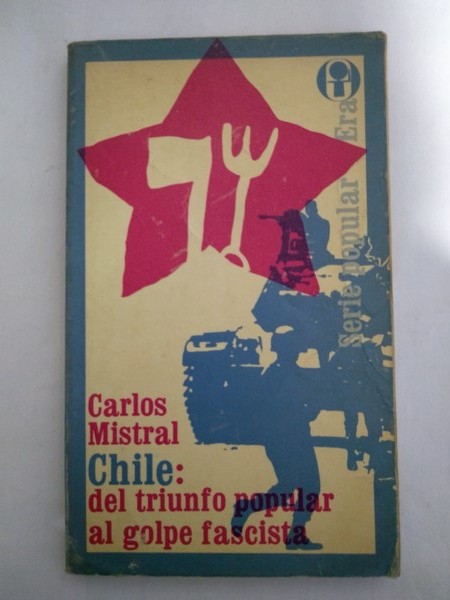 Serie popular Era
Carlos
Mistral
Chile:
del triunfo popular
al golpe fascista